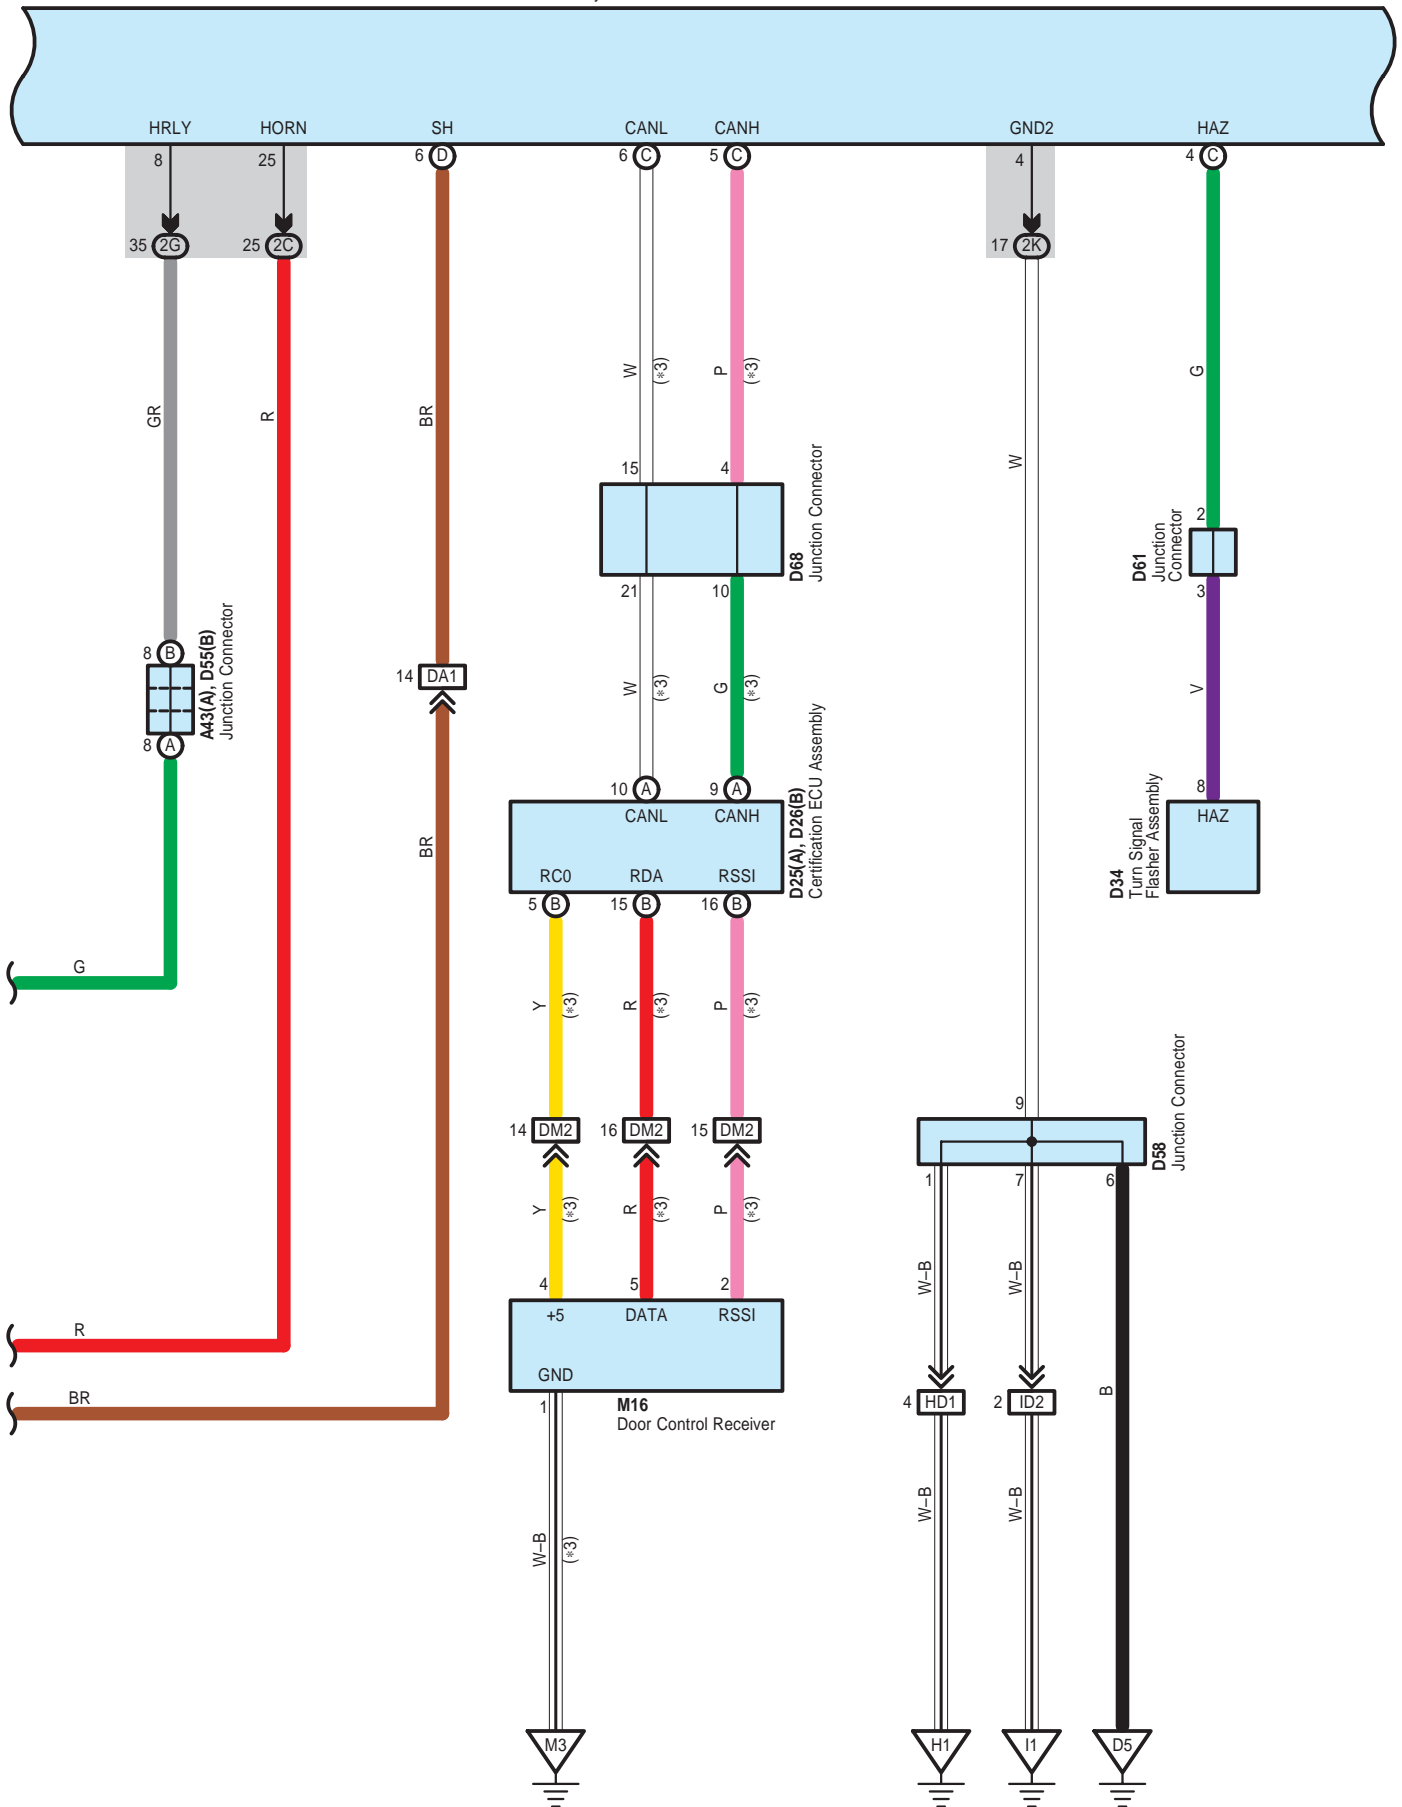 HRLY HORN SH CANL CANH GND2 HAZ
8 25 6 D 6 C 5 C 4 4 C
35 2G 25 2C 17 2K
GR R BR W (*3) P (*3) W G
15 4
D68
Junction Connector
21 10
2
D61
Junction
Connector
3
8 B
A43(A), D55(B)
Junction Connector
8 A
14 DA1
W (*3) G (*3) V
10 A 9 A
CANL CANH
RC0 RDA RSSI
D25(A), D26(B)
Certification ECU Assembly
8
HAZ
D34
Turn Signal
Flasher Assembly
BR
5 B 15 B 16 B
G
Y (*3) R (*3) P (*3)
14 DM2 16 DM2 15 DM2
9
D58
Junction Connector
1 7 6
Y (*3) R (*3) P (*3)
W–B W–B B
4 5 2
+5 DATA RSSI
GND
R
BR
1
M16
Door Control Receiver
4 HD1 2 ID2
W–B (*3) W–B W–B
M3 H1 I1 D5